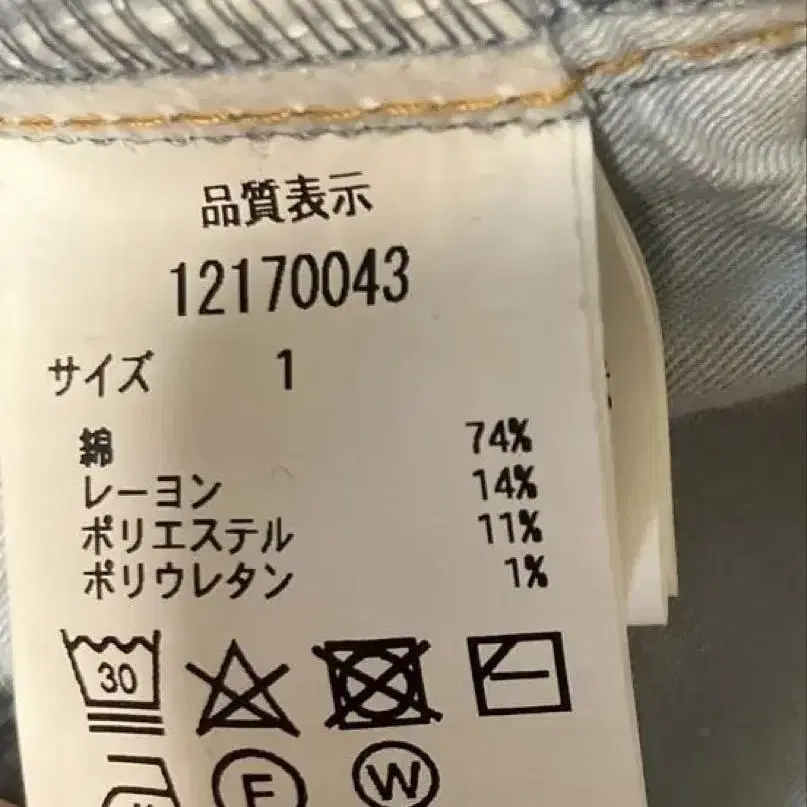 品質表示
12170043
サイズ 1
綿 74%
レーヨン 14%
ポリエステル 11%
ポリウレタン 1%
30
F W